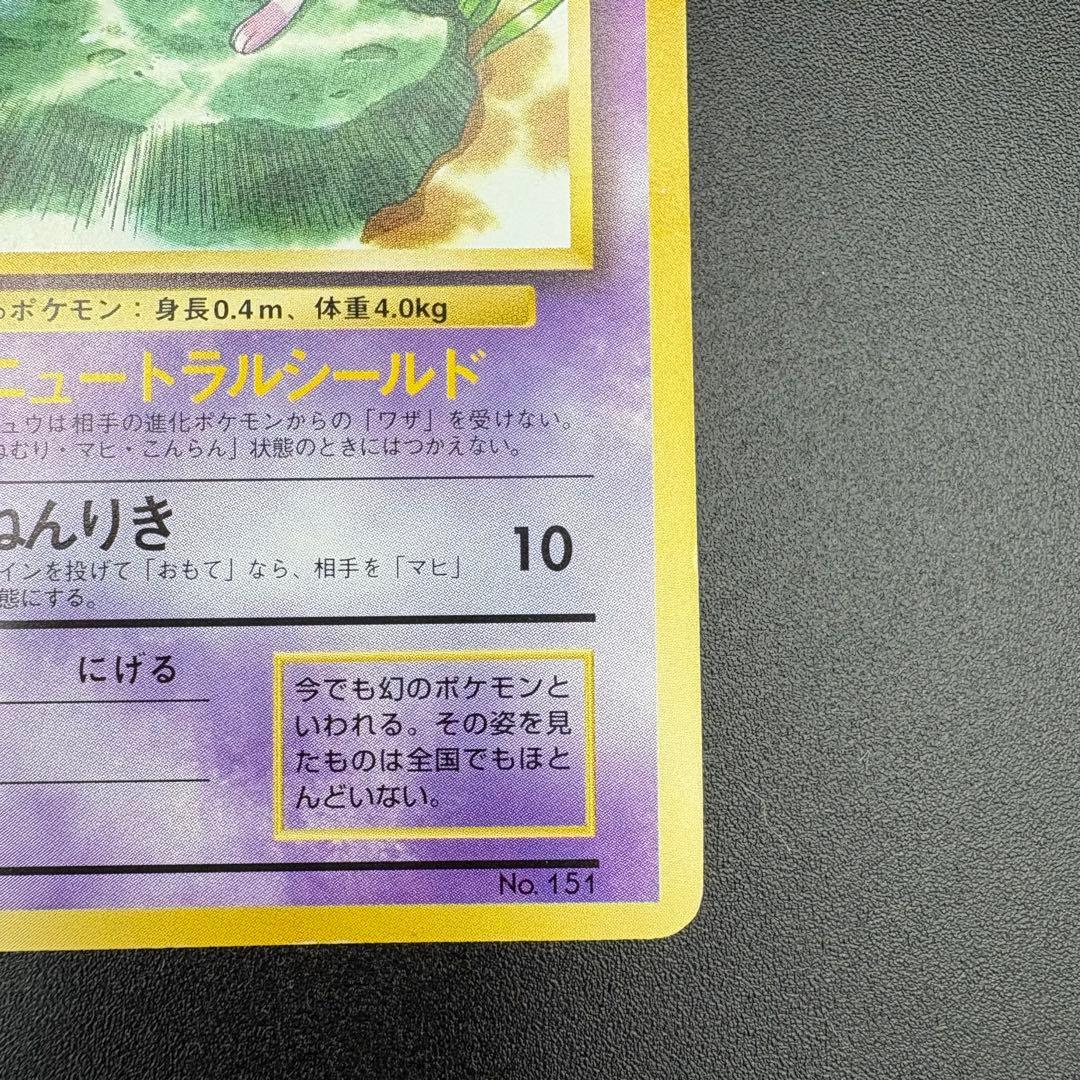 ポケモン：身長0.4m、体重4.0kg
ニュートラルシールド
ュウは相手の進化ポケモンからの「ワザ」を受けない。
ねむり・マヒ・こんらん」状態のときにはつかえない。
ねんりき
10
インを投げて「おもて」なら、相手を「マヒ」
態にする。
にげる
今でも幻のポケモンと
いわれる。その姿を見
たものは全国でもほと
んどいない。
No. 151